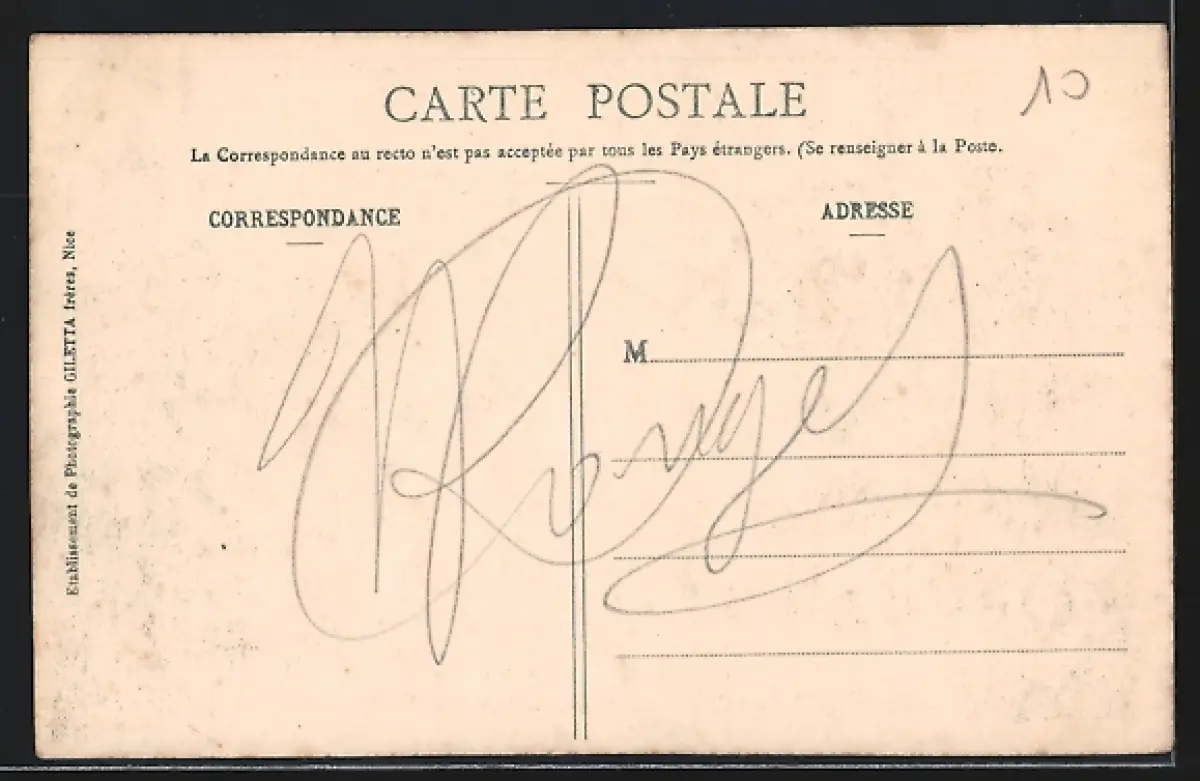 10
CARTE POSTALE
La Correspondance au recto n'est pas acceptée par tous les Pays étrangers. (Se renseigner à la Poste.
CORRESPONDANCE
ADRESSE
M
Etablissement de Photographie GILETTA frères, Nice